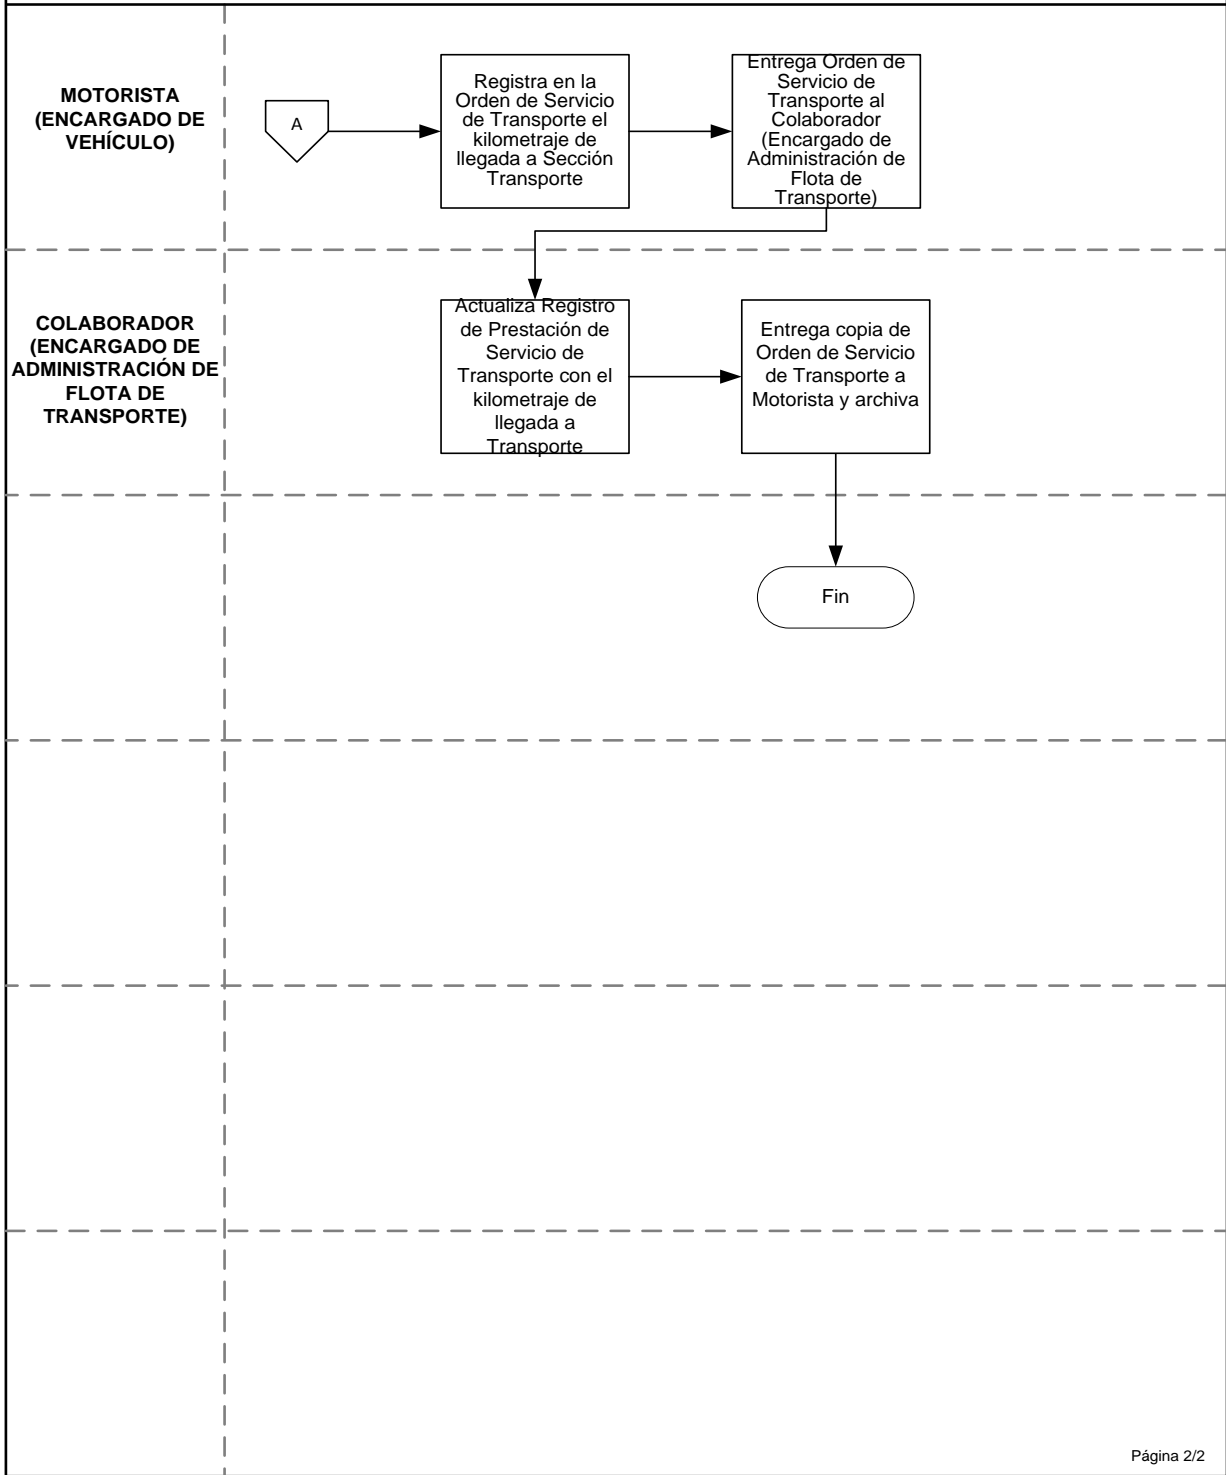 MOTORISTA
(ENCARGADO DE
VEHÍCULO)
A
Registra en la
Orden de Servicio
de Transporte el
kilometraje de
llegada a Sección
Transporte
Entrega Orden de
Servicio de
Transporte al
Colaborador
(Encargado de
Administración de
Flota de
Transporte)
COLABORADOR
(ENCARGADO DE
ADMINISTRACIÓN DE
FLOTA DE
TRANSPORTE)
Actualiza Registro
de Prestación de
Servicio de
Transporte con el
kilometraje de
llegada a
Transporte
Entrega copia de
Orden de Servicio
de Transporte a
Motorista y archiva
Fin
Página 2/2